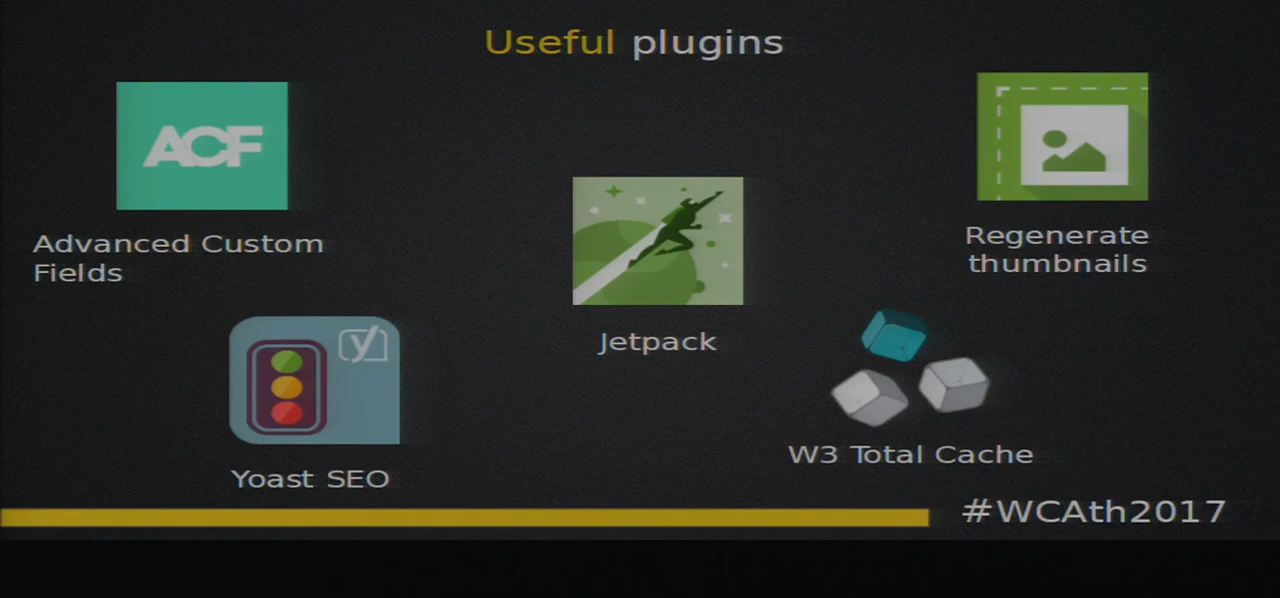 Useful plugins
ACF
Advanced Custom
Fields
Regenerate
thumbnails
Jetpack
y
Yoast SEO
W3 Total Cache
#WCAth2017